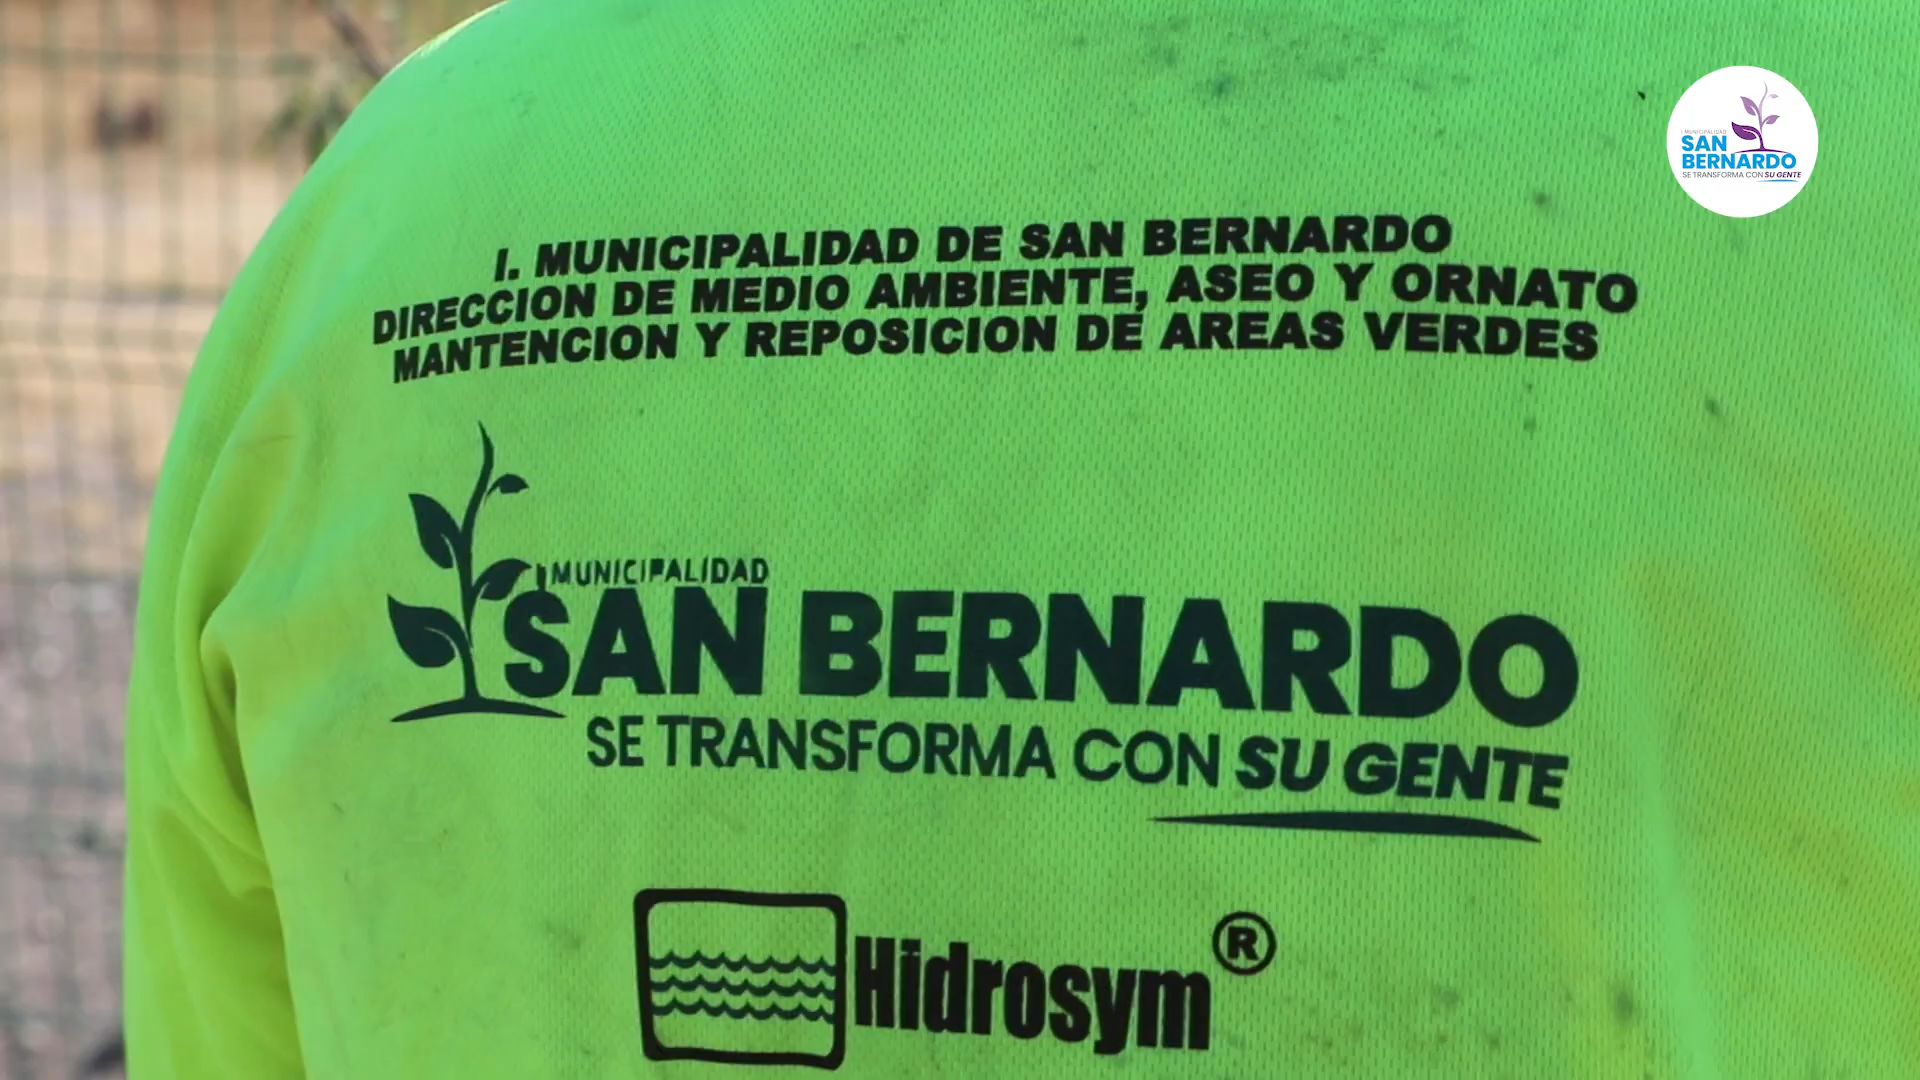 I. MUNICIPALIDAD DE SAN BERNARDO
DIRECCION DE MEDIO AMBIENTE, ASEO Y ORNATO
MANTENCION Y REPOSICION DE AREAS VERDES
I MUNICIPALIDAD
SAN BERNARDO
SE TRANSFORMA CON SU GENTE
Hidrosym®
I MUNICIPALIDAD
SAN
BERNARDO
SE TRANSFORMA CON SU GENTE